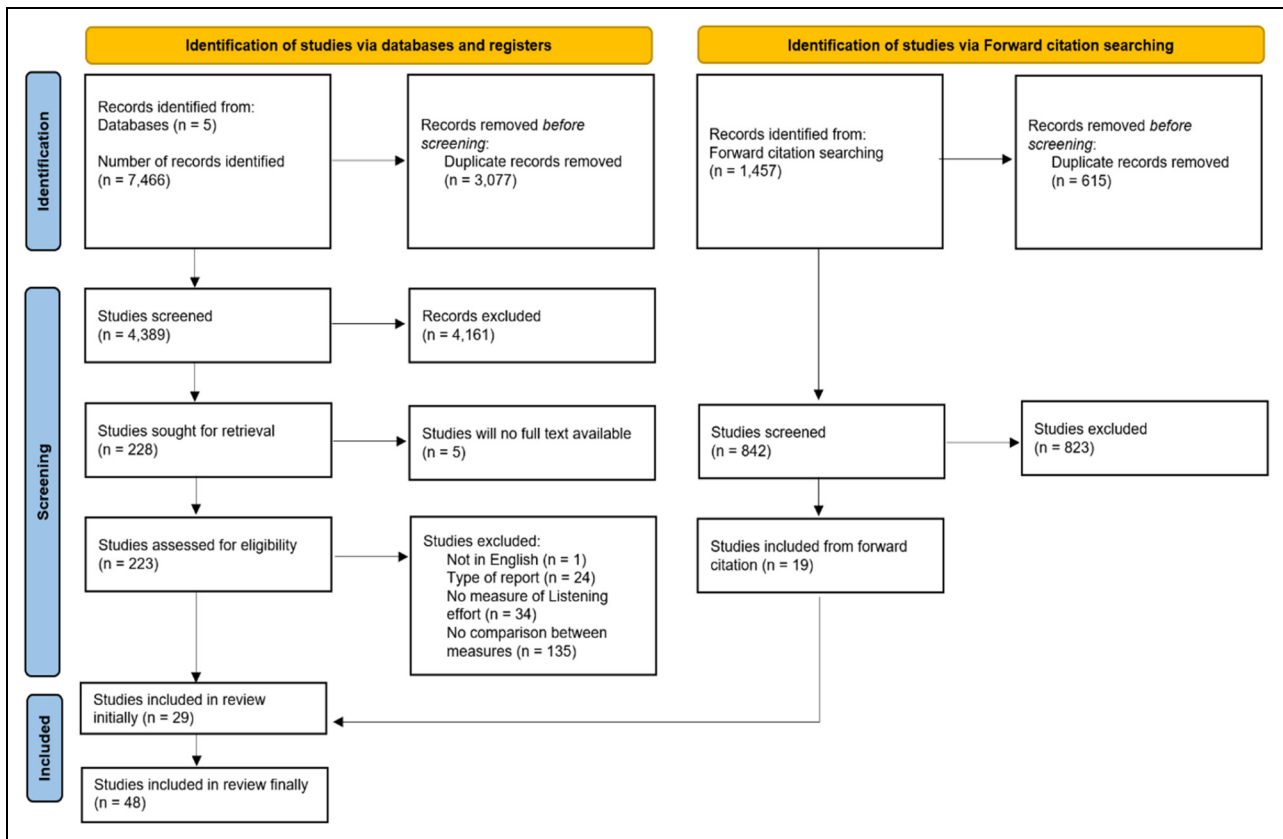 Identification of studies via databases and registers
Identification of studies via Forward citation searching
Identification
Records identified from:
Databases (n = 5)
Number of records identified
(n = 7,466)
Records removed before
screening:
Duplicate records removed
(n = 3,077)
Records identified from:
Forward citation searching
(n = 1,457)
Records removed before
screening:
Duplicate records removed
(n = 615)
Screening
Studies screened
(n = 4,389)
Records excluded
(n = 4,161)
Studies sought for retrieval
(n = 228)
Studies will no full text available
(n = 5)
Studies screened
(n = 842)
Studies excluded
(n = 823)
Studies assessed for eligibility
(n = 223)
Studies excluded:
Not in English (n = 1)
Type of report (n = 24)
No measure of Listening
effort (n = 34)
No comparison between
measures (n = 135)
Studies included from forward
citation (n = 19)
Included
Studies included in review
initially (n = 29)
Studies included in review finally
(n = 48)